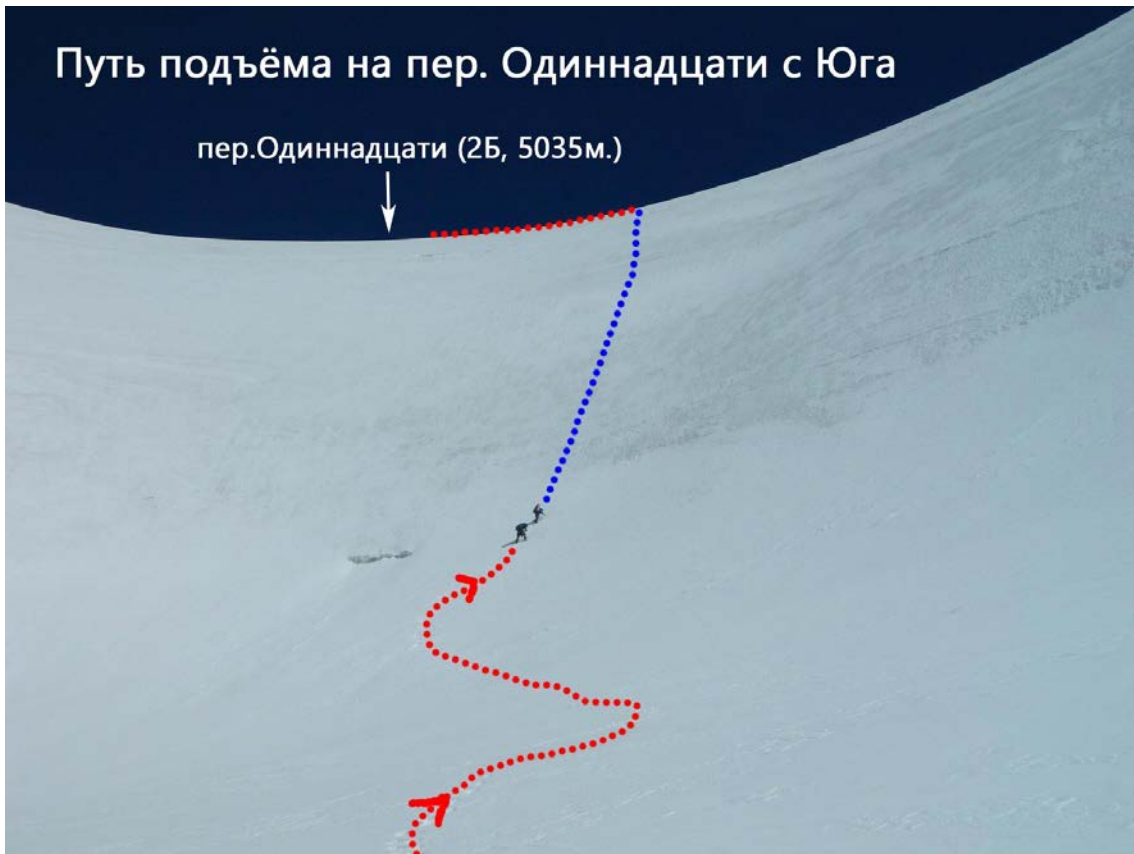 Путь подъёма на пер. Одиннадцати с Юга
пер.Одиннадцати (2Б, 5035м.)